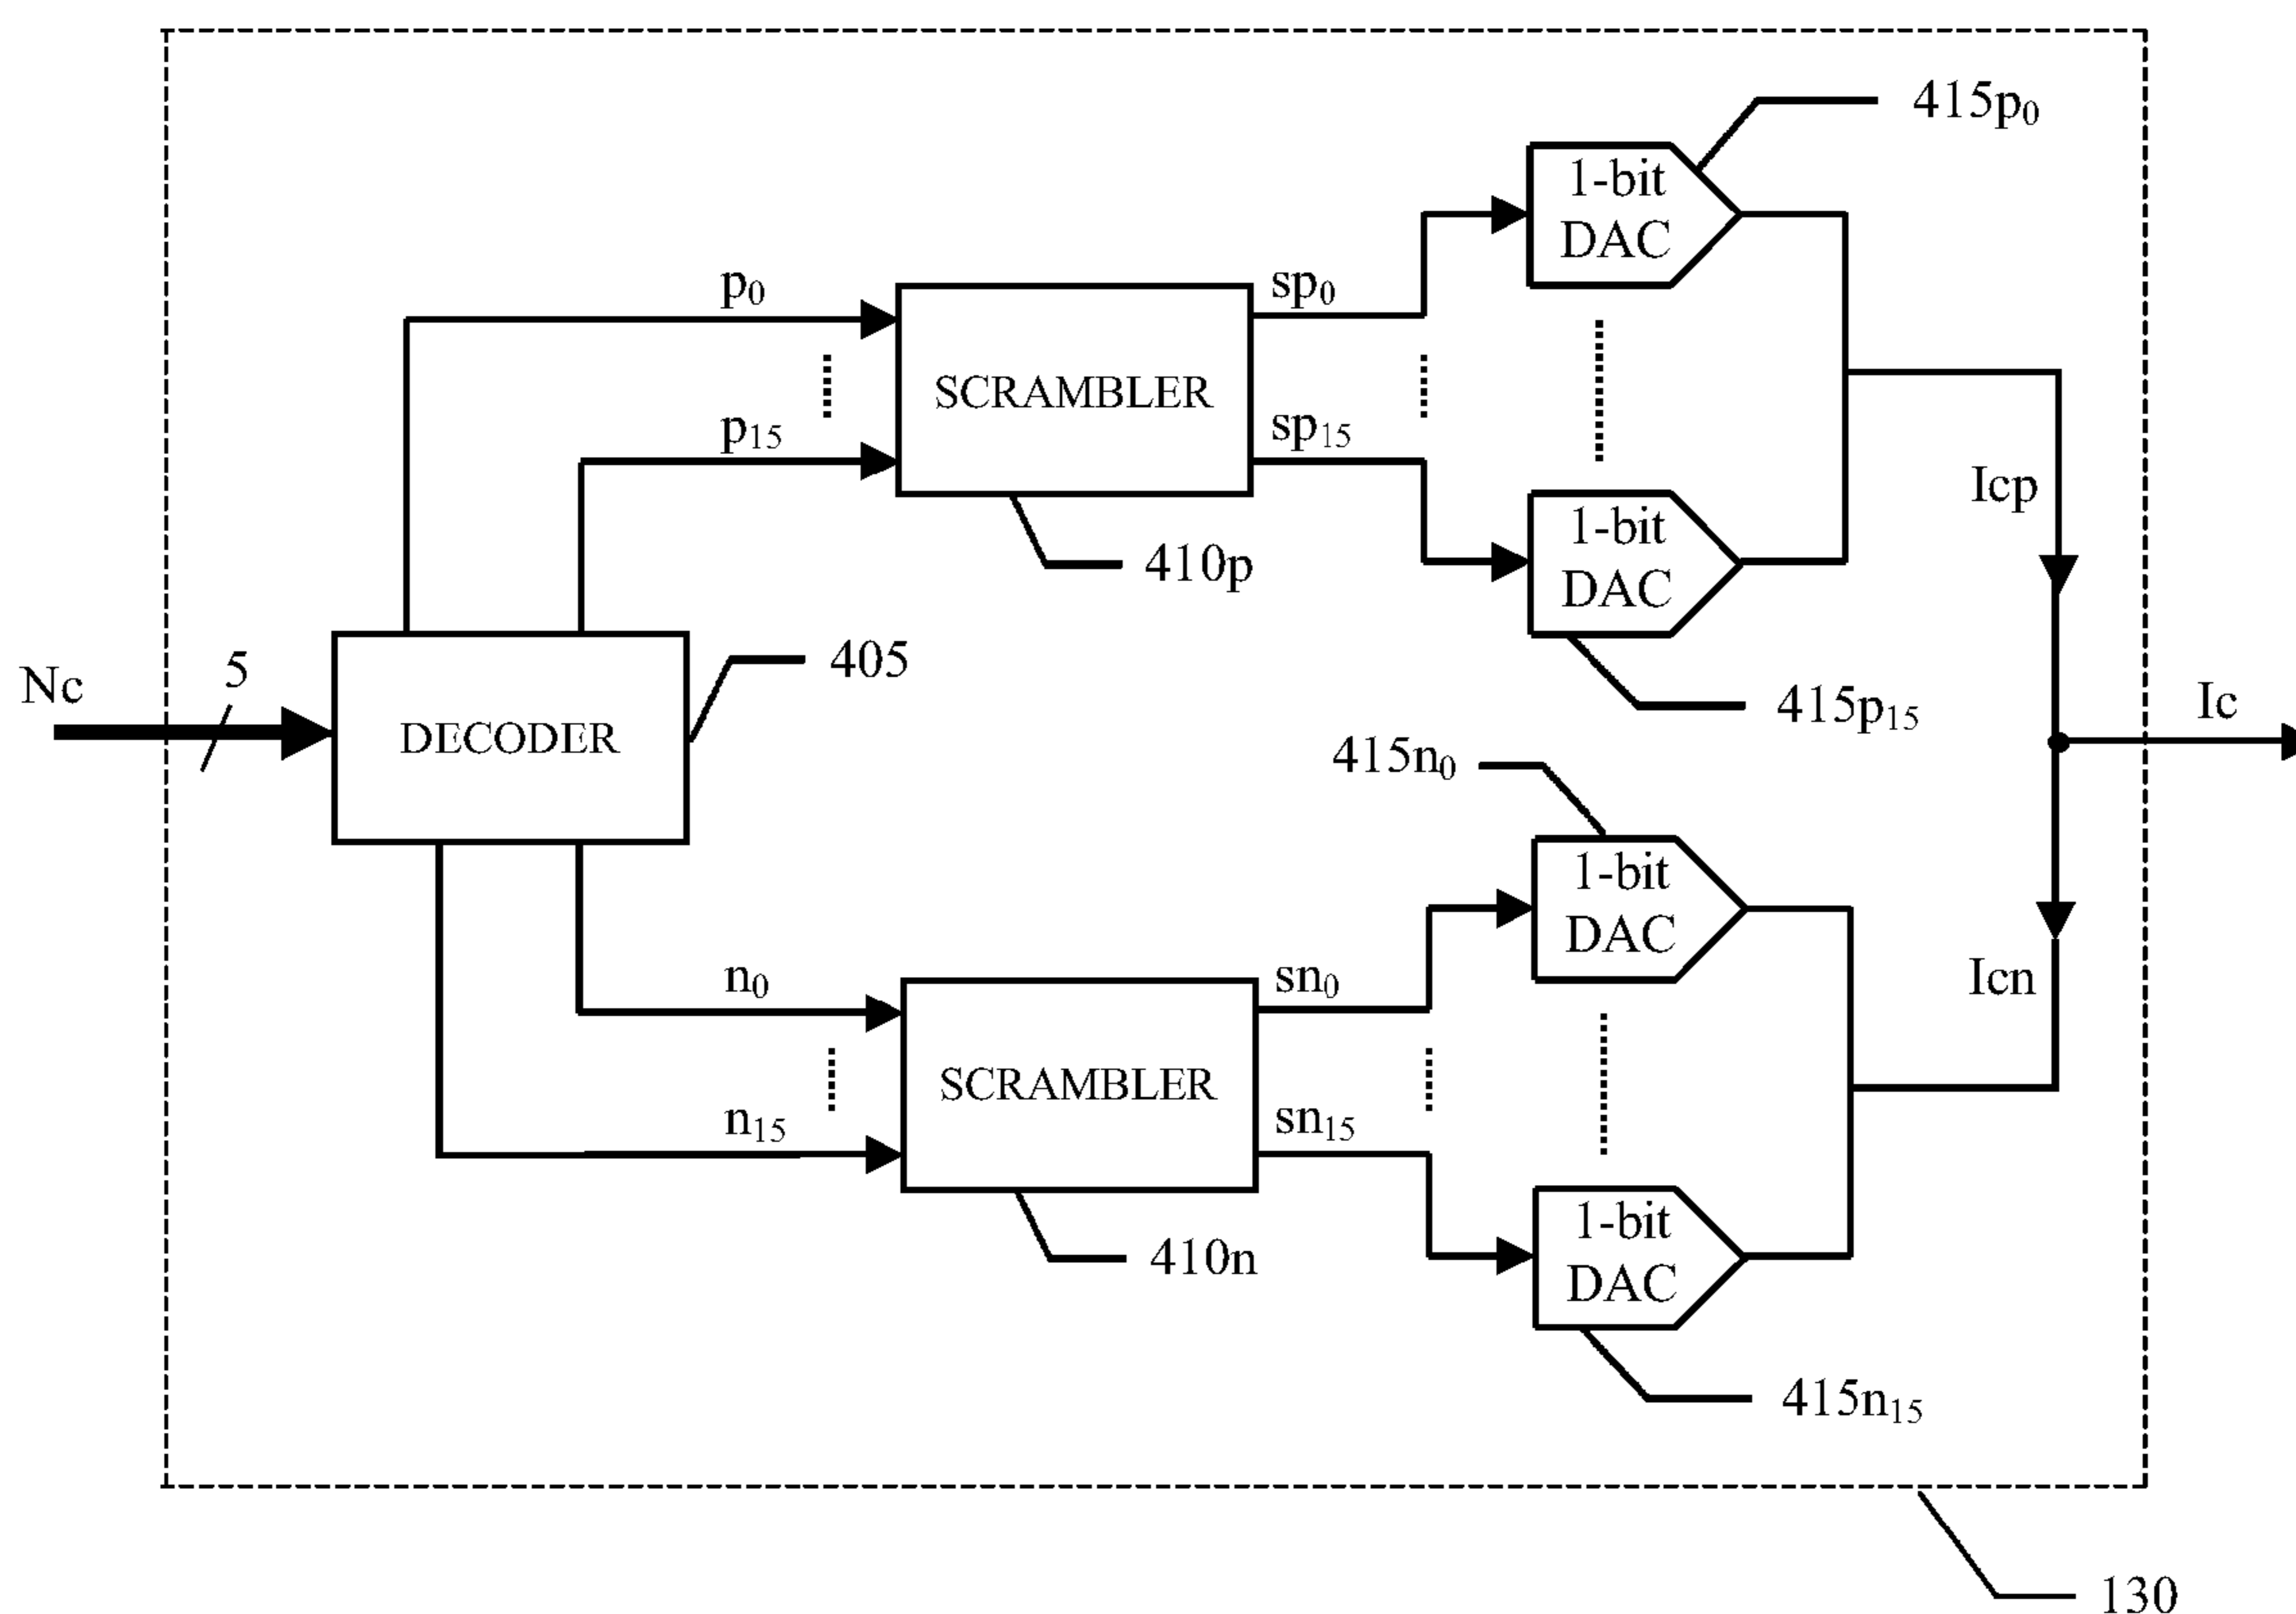 415p₀
1-bit
DAC
p₀
sp₀
SCRAMBLER
p₁₅
sp₁₅
Icp
1-bit
DAC
410p
Nc
5
405
415p₁₅
Ic
DECODER
415n₀
1-bit
DAC
n₀
sn₀
Icn
SCRAMBLER
n₁₅
sn₁₅
1-bit
DAC
410n
415n₁₅
130